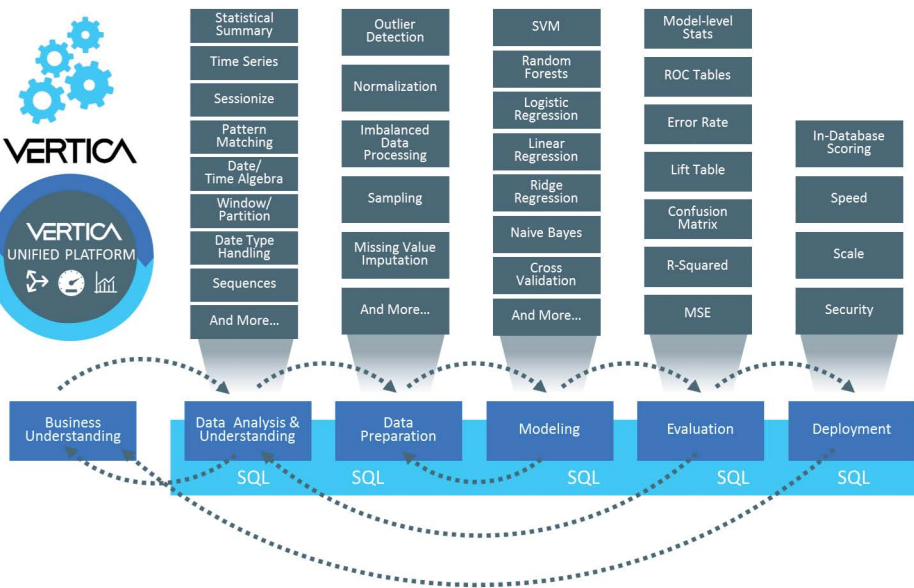 VERTICA
VERTICA
UNIFIED PLATFORM
Statistical
Summary
Time Series
Sessionize
Pattern
Matching
Date/
Time Algebra
Window/
Partition
Date Type
Handling
Sequences
And More...
Outlier
Detection
Normalization
Imbalanced
Data
Processing
Sampling
Missing Value
Imputation
And More...
SVM
Random
Forests
Logistic
Regression
Linear
Regression
Ridge
Regression
Naive Bayes
Cross
Validation
And More...
Model-level
Stats
ROC Tables
Error Rate
Lift Table
Confusion
Matrix
R-Squared
MSE
In-Database
Scoring
Speed
Scale
Security
Business
Understanding
Data Analysis &
Understanding
Data
Preparation
Modeling
Evaluation
Deployment
SQL
SQL
SQL
SQL
SQL